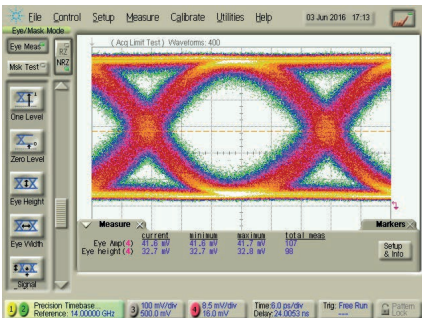 File Control Setup Measure Calibrate Utilities Help 03 Jun 2016 17:13
Eye/Mask Mode
Eye Meas
RZ
NRZ
Msk Test
( Acq Limit Test ) Waveforms: 400
One Level
Zero Level
Eye Height
Eye Width
Signal
Measure Markers
current minimum maximum total meas
Eye Amp(4) 41.6 mV 41.6 mV 41.7 mV 107
Eye height(4) 32.7 mV 32.7 mV 32.8 mV 98
Setup & Info
1 2 Precision Timebase... Reference: 14.00000 GHz
3 100 mV/div 500.0 mV
4 8.5 mV/div 16.0 mV
Time:6.0 ps/div Delay:24.0053 ns
Trig: Free Run
Pattern Lock